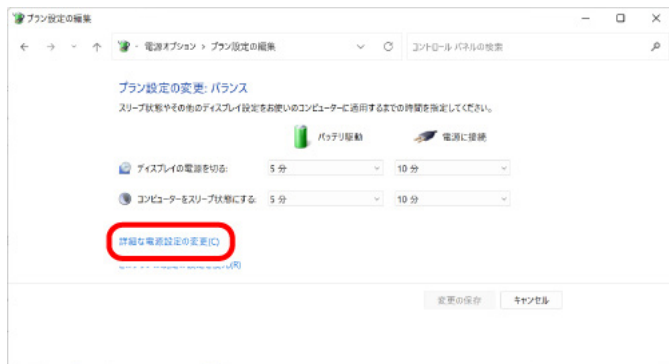 プラン設定の編集
電源オプション › プラン設定の編集
コントロール パネルの検索
プラン設定の変更: バランス
スリープ状態やその他のディスプレイ設定をお使いのコンピューターに適用するまでの時間を指定してください。
バッテリ駆動 電源に接続
ディスプレイの電源を切る: 5 分 10 分
コンピューターをスリープ状態にする: 5 分 10 分
詳細な電源設定の変更(C)
変更の保存 キャンセル